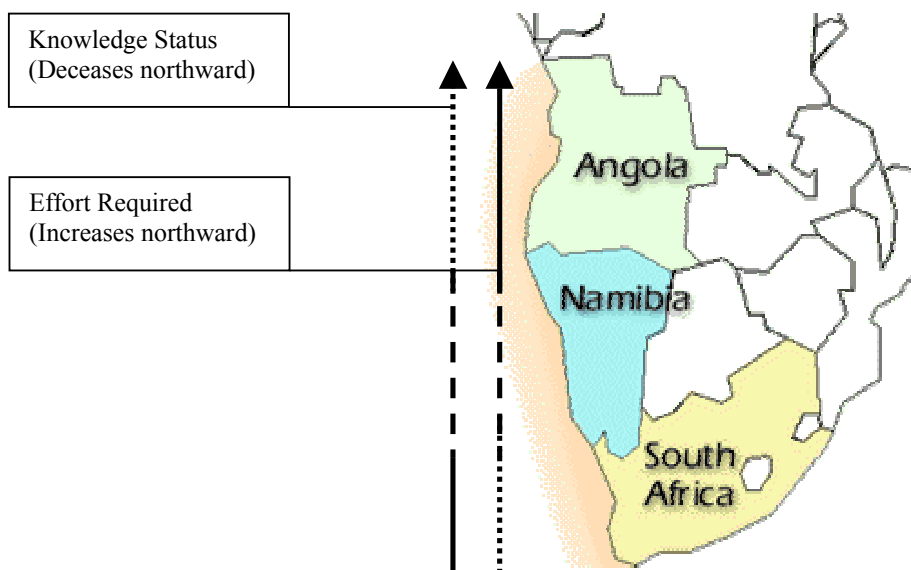 Knowledge Status
(Deceases northward)
Effort Required
(Increases northward)
Angola
Namibia
South
Africa